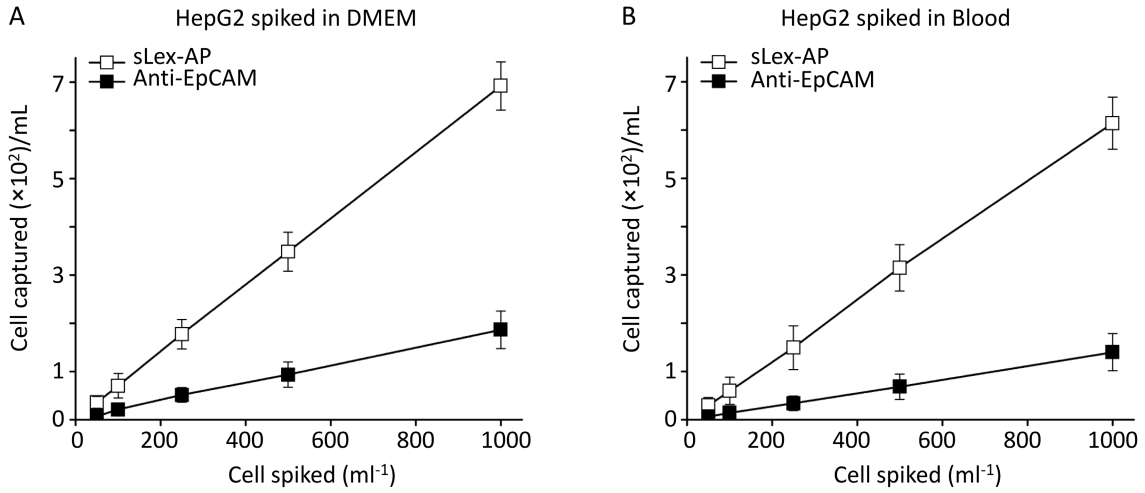 A
HepG2 spiked in DMEM
sLex-AP
Anti-EpCAM
7
5
3
1
0
Cell captured (×10²)/mL
0 200 400 600 800 1000
Cell spiked (ml⁻¹)
B
HepG2 spiked in Blood
sLex-AP
Anti-EpCAM
7
5
3
1
0
Cell captured (×10²)/mL
0 200 400 600 800 1000
Cell spiked (ml⁻¹)